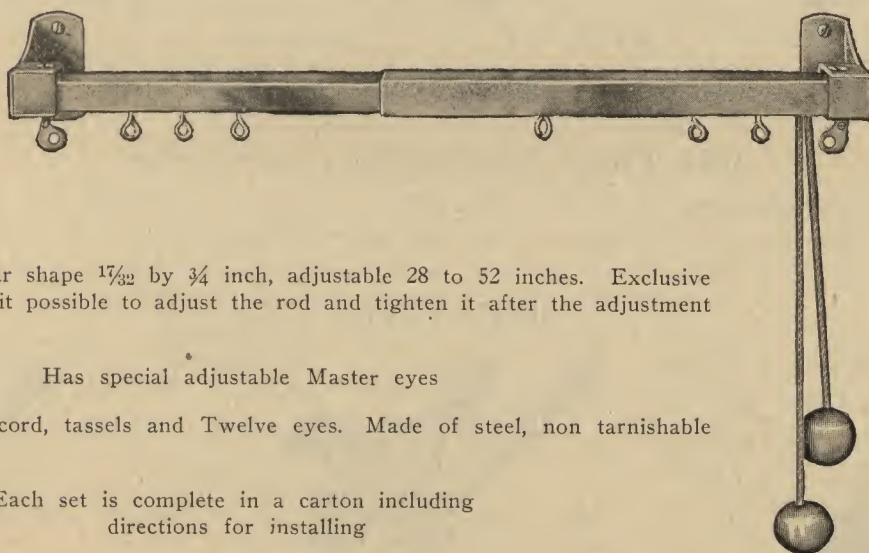 ar shape 17/32 by 3/4 inch, adjustable 28 to 52 inches. Exclusive
it possible to adjust the rod and tighten it after the adjustment
Has special adjustable Master eyes
cord, tassels and Twelve eyes. Made of steel, non tarnishable
Each set is complete in a carton including
directions for installing